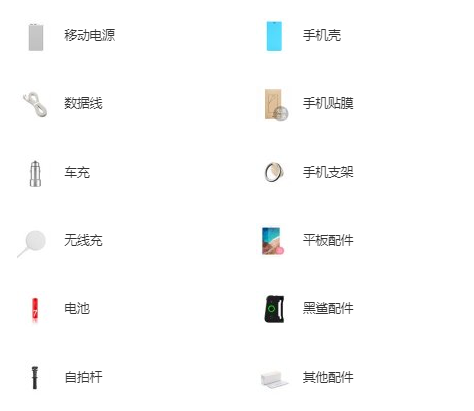 移动电源
手机壳
数据线
手机贴膜
车充
手机支架
无线充
平板配件
电池
黑鲨配件
自拍杆
其他配件